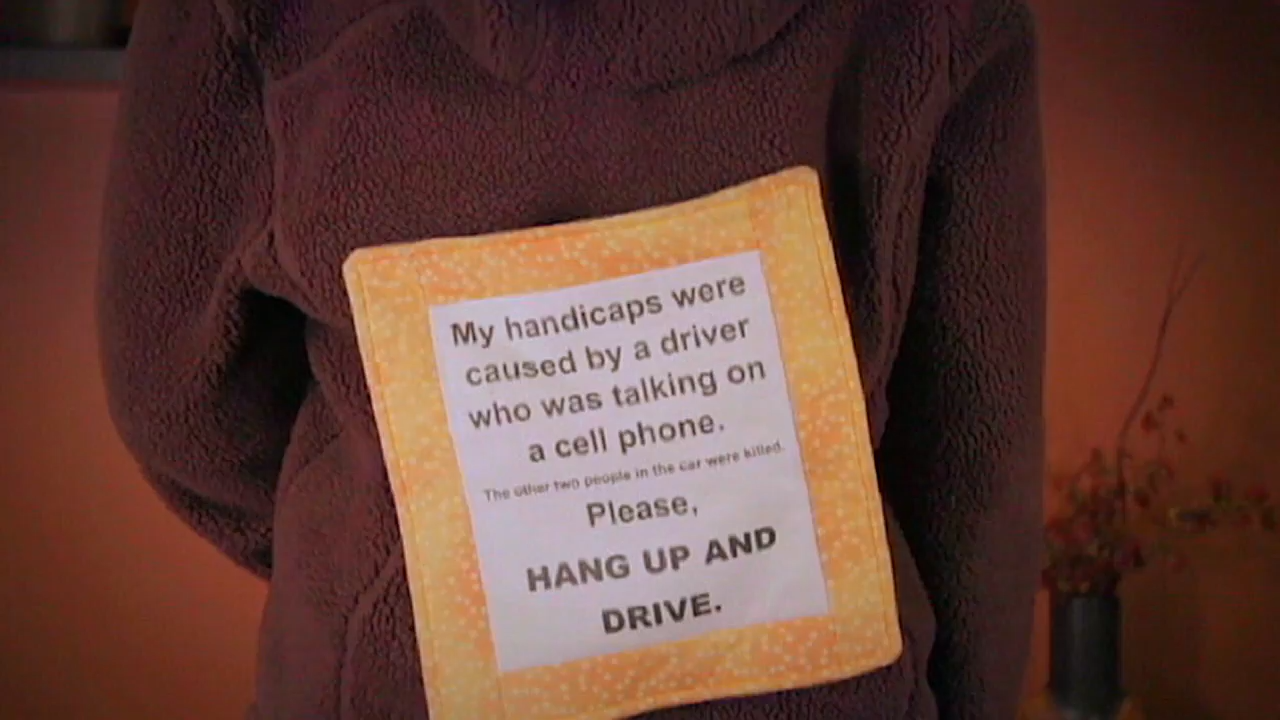 My handicaps were
caused by a driver
who was talking on
a cell phone.
The other two people in the car were killed.
Please,
HANG UP AND
DRIVE.